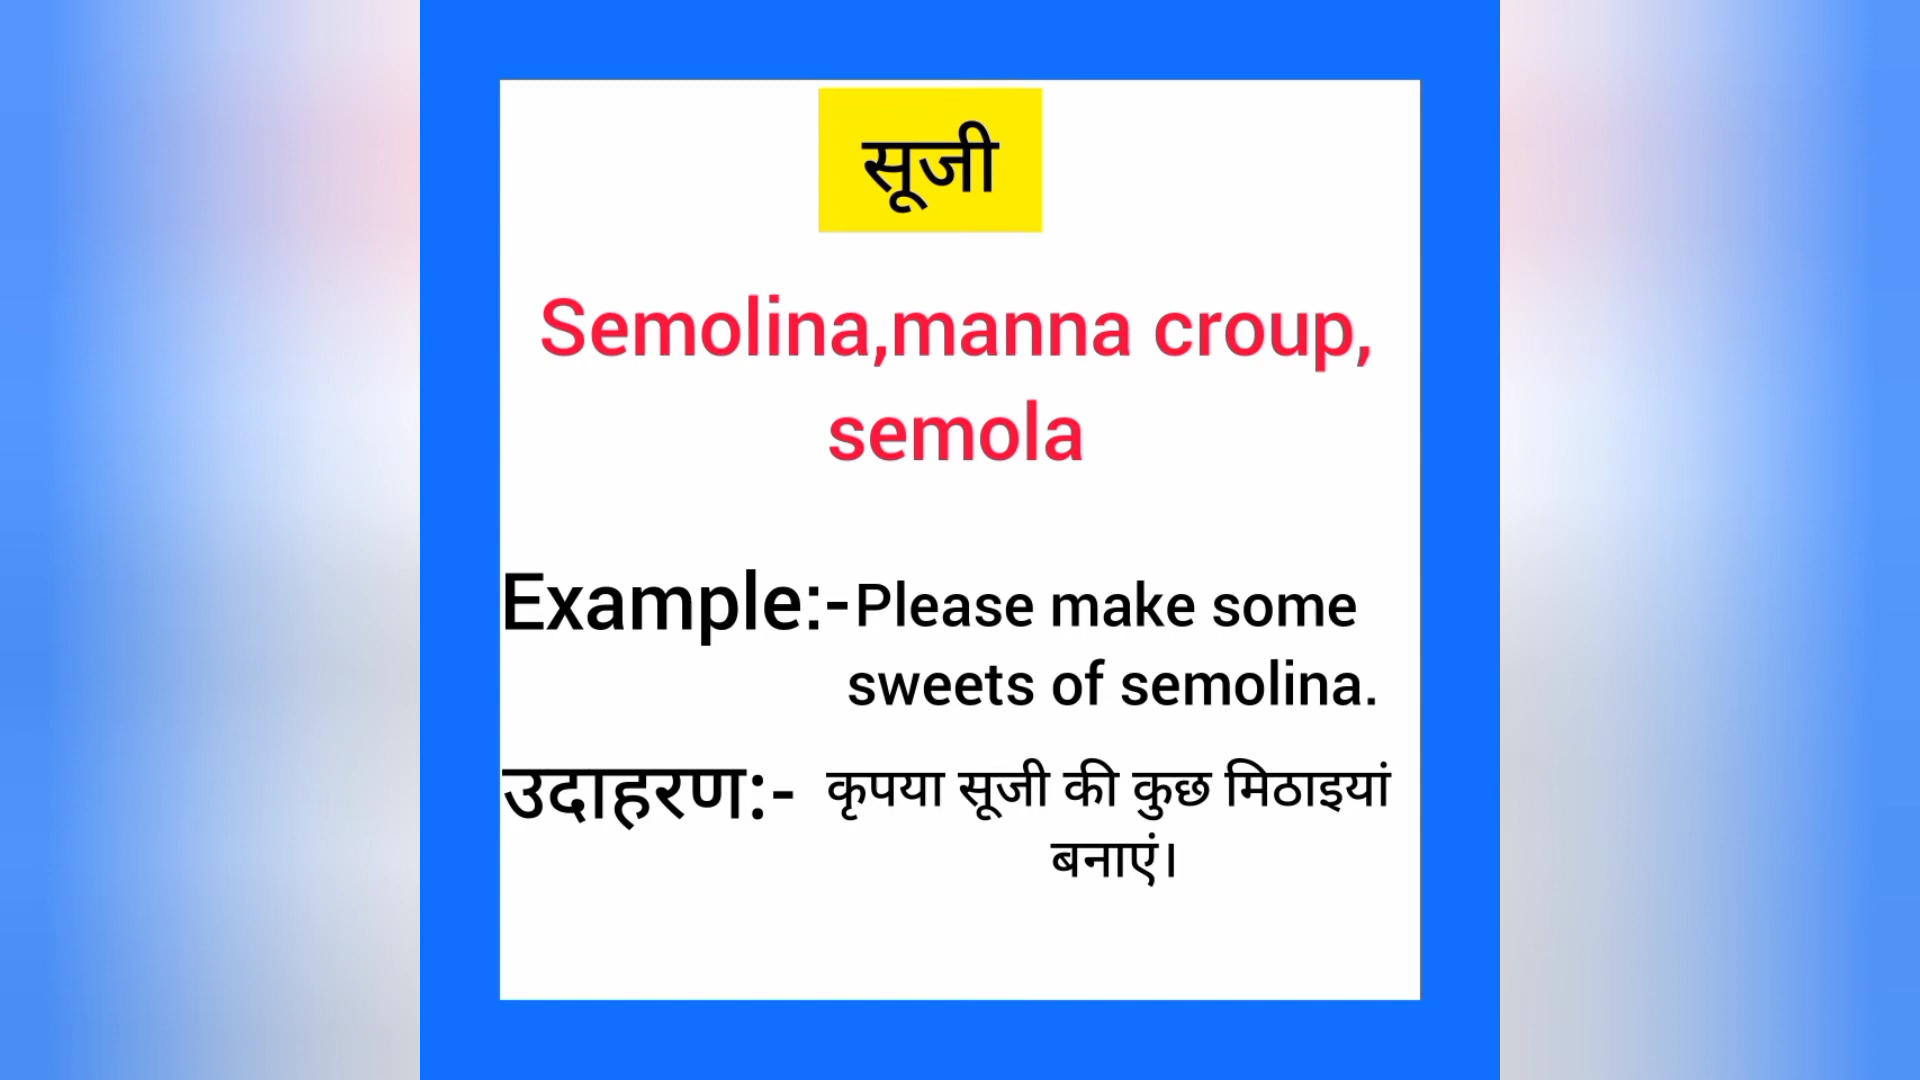 सूजी
Semolina,manna croup,
semola
Example:-Please make some
sweets of semolina.
उदाहरण:- कृपया सूजी की कुछ मिठाइयां
बनाएं।